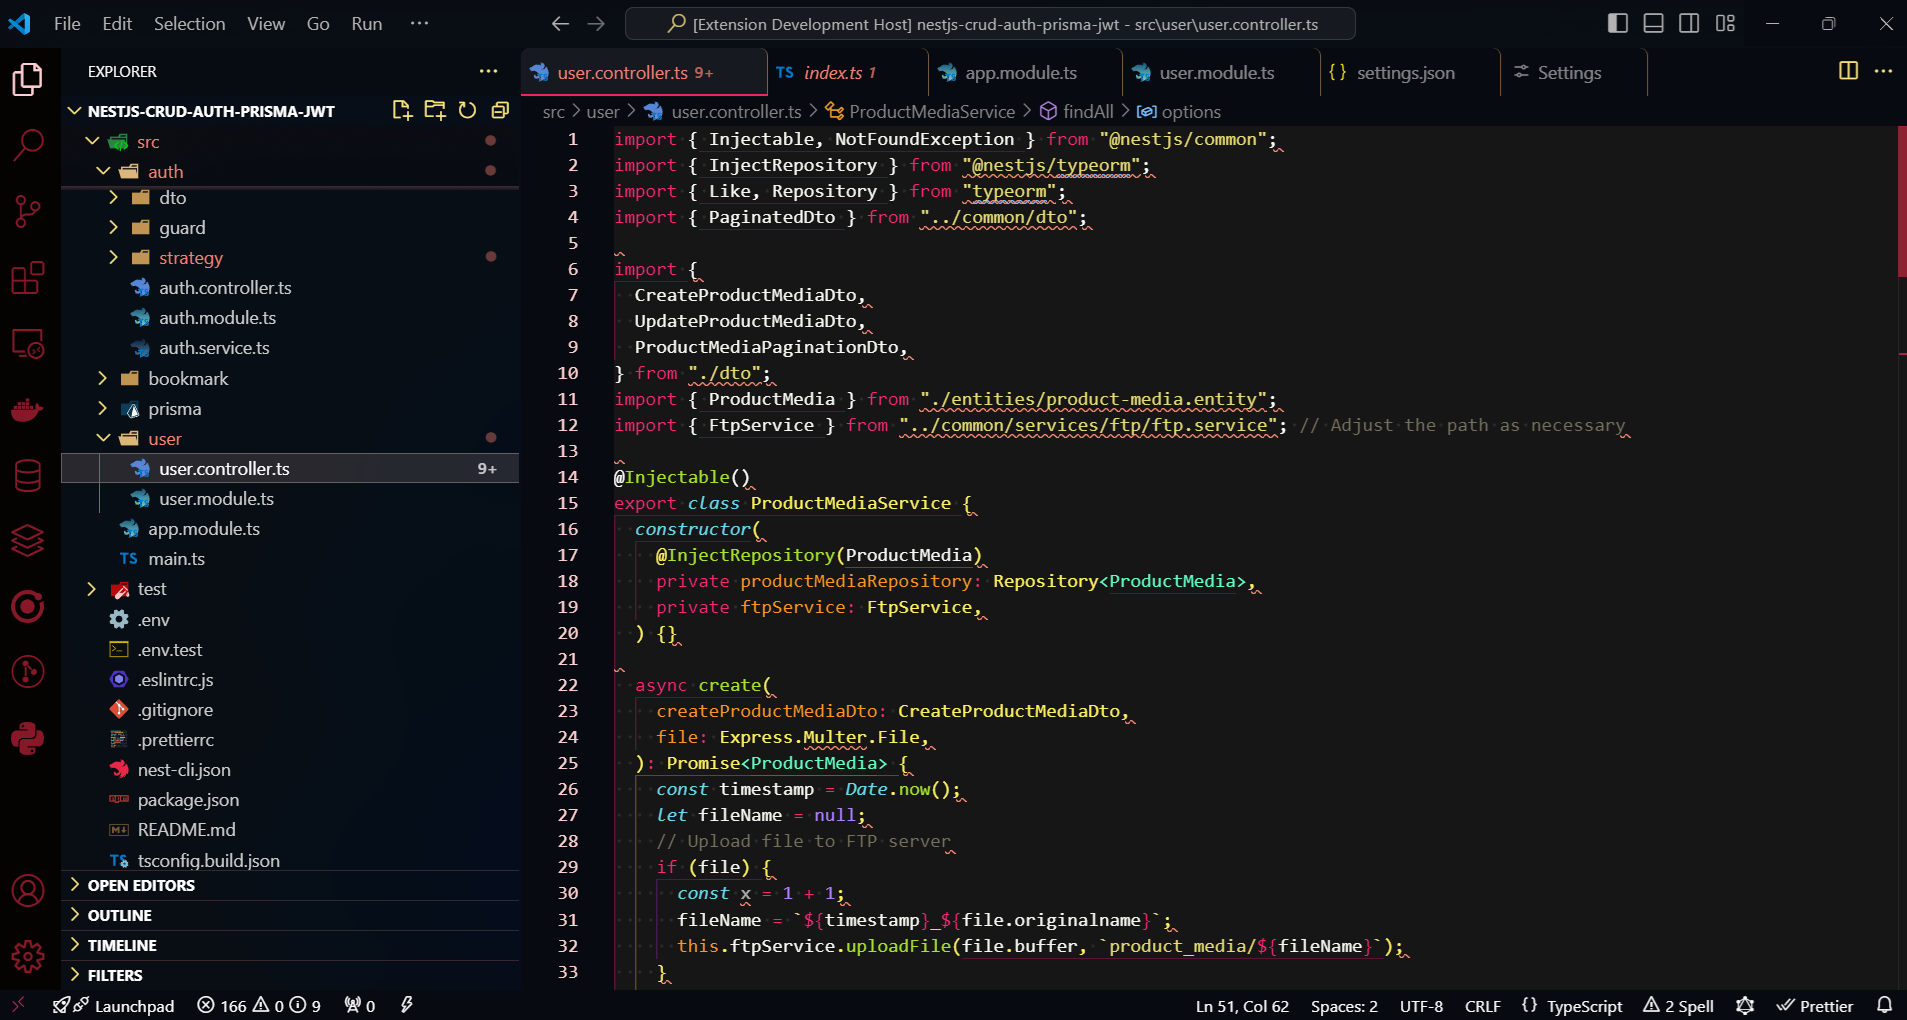 File Edit Selection View Go Run ···
[Extension Development Host] nestjs-crud-auth-prisma-jwt - src\user\user.controller.ts
EXPLORER
NESTJS-CRUD-AUTH-PRISMA-JWT
src
auth
dto
guard
strategy
auth.controller.ts
auth.module.ts
auth.service.ts
bookmark
prisma
user
user.controller.ts 9+
user.module.ts
app.module.ts
TS main.ts
test
.env
.env.test
.eslintrc.js
.gitignore
.prettierrc
nest-cli.json
package.json
README.md
TS tsconfig.build.json
OPEN EDITORS
OUTLINE
TIMELINE
FILTERS
user.controller.ts 9+
TS index.ts 1
app.module.ts
user.module.ts
{} settings.json
Settings
src > user > user.controller.ts > ProductMediaService > findAll > options
1 import { Injectable, NotFoundException } from "@nestjs/common";
2 import { InjectRepository } from "@nestjs/typeorm";
3 import { Like, Repository } from "typeorm";
4 import { PaginatedDto } from "../common/dto";
5
6 import {
7 CreateProductMediaDto,
8 UpdateProductMediaDto,
9 ProductMediaPaginationDto,
10 } from "./dto";
11 import { ProductMedia } from "./entities/product-media.entity";
12 import { FtpService } from "../common/services/ftp/ftp.service"; // Adjust the path as necessary
13
14 @Injectable()
15 export class ProductMediaService {
16 constructor(
17 @InjectRepository(ProductMedia)
18 private productMediaRepository: Repository<ProductMedia>,
19 private ftpService: FtpService,
20 ) {}
21
22 async create(
23 createProductMediaDto: CreateProductMediaDto,
24 file: Express.Multer.File,
25 ): Promise<ProductMedia> {
26 const timestamp = Date.now();
27 let fileName = null;
28 // Upload file to FTP server
29 if (file) {
30 const x = 1 + 1;
31 fileName = `${timestamp}_${file.originalname}`;
32 this.ftpService.uploadFile(file.buffer, `product_media/${fileName}`);
33 }
Launchpad 166 0 9 0
Ln 51, Col 62 Spaces: 2 UTF-8 CRLF {} TypeScript 2 Spell Prettier